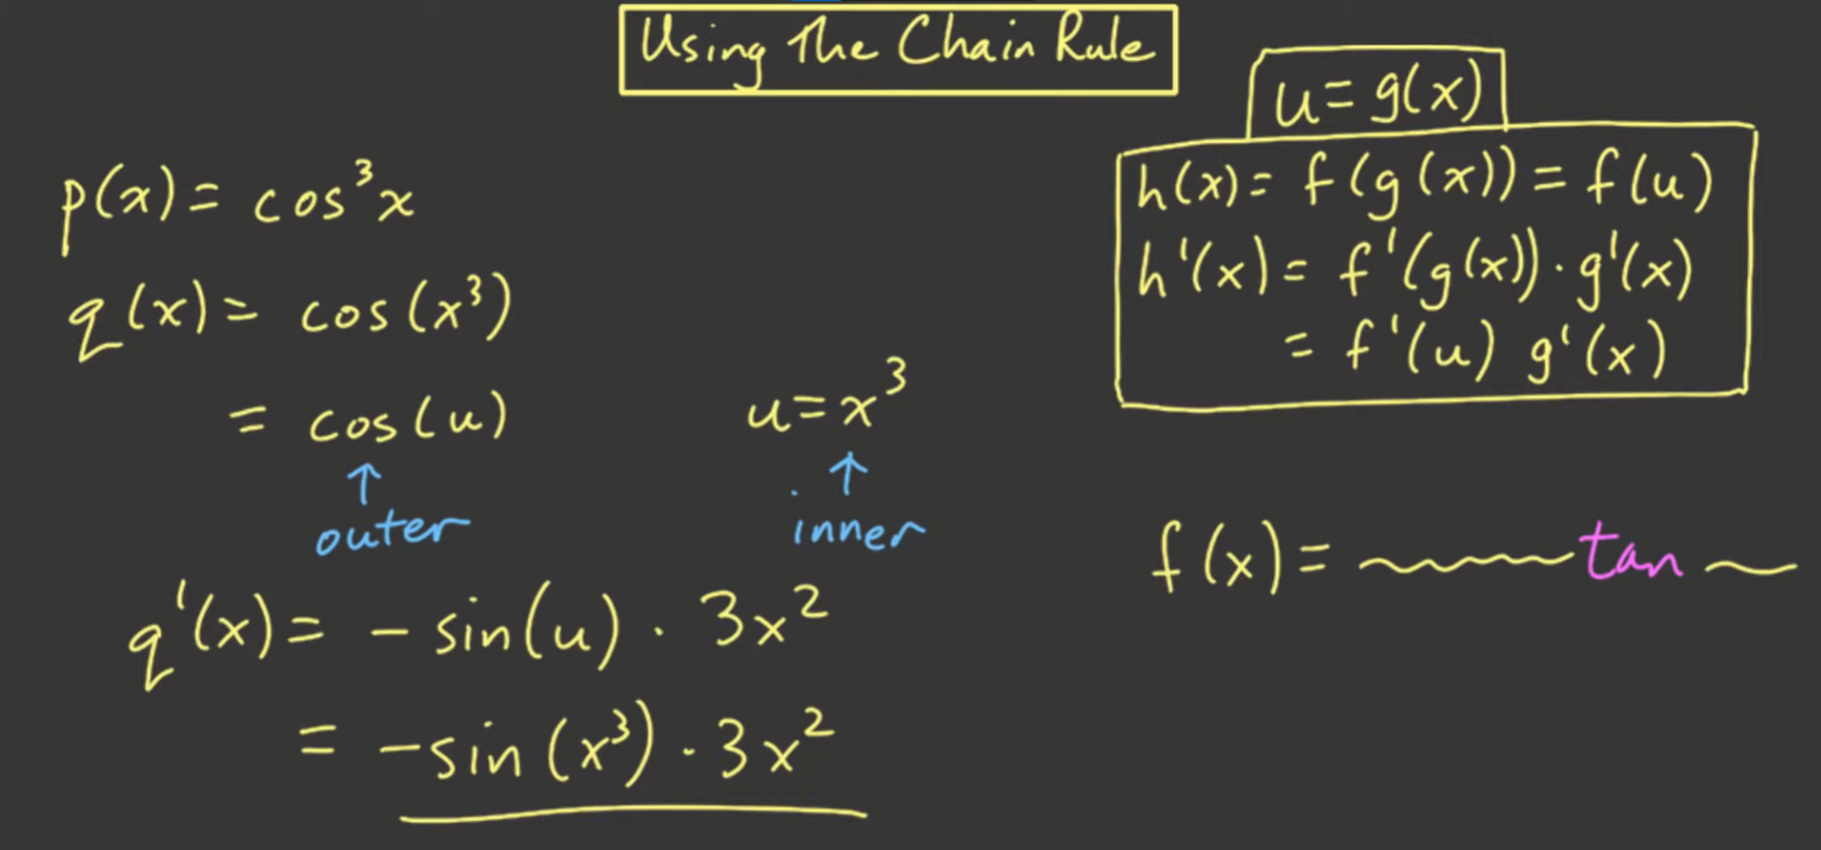 Using The Chain Rule
p(x) = cos³x
q(x) = cos(x³)
= cos(u)
u = x³
outer
inner
q'(x) = - sin(u) · 3x²
= -sin(x³) · 3x²
u = g(x)
h(x) = f(g(x)) = f(u)
h'(x) = f'(g(x)) · g'(x)
= f'(u) g'(x)
f(x) = tan